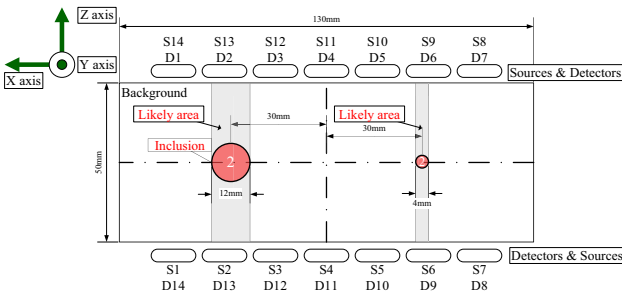 Z axis
130mm
S14 S13 S12 S11 S10 S9 S8
D1 D2 D3 D4 D5 D6 D7
X axis
Y axis
Sources & Detectors
Background
Likely area
30mm
Likely area
30mm
Inclusion
2
2
50mm
12mm
4mm
Detectors & Sources
S1 S2 S3 S4 S5 S6 S7
D14 D13 D12 D11 D10 D9 D8